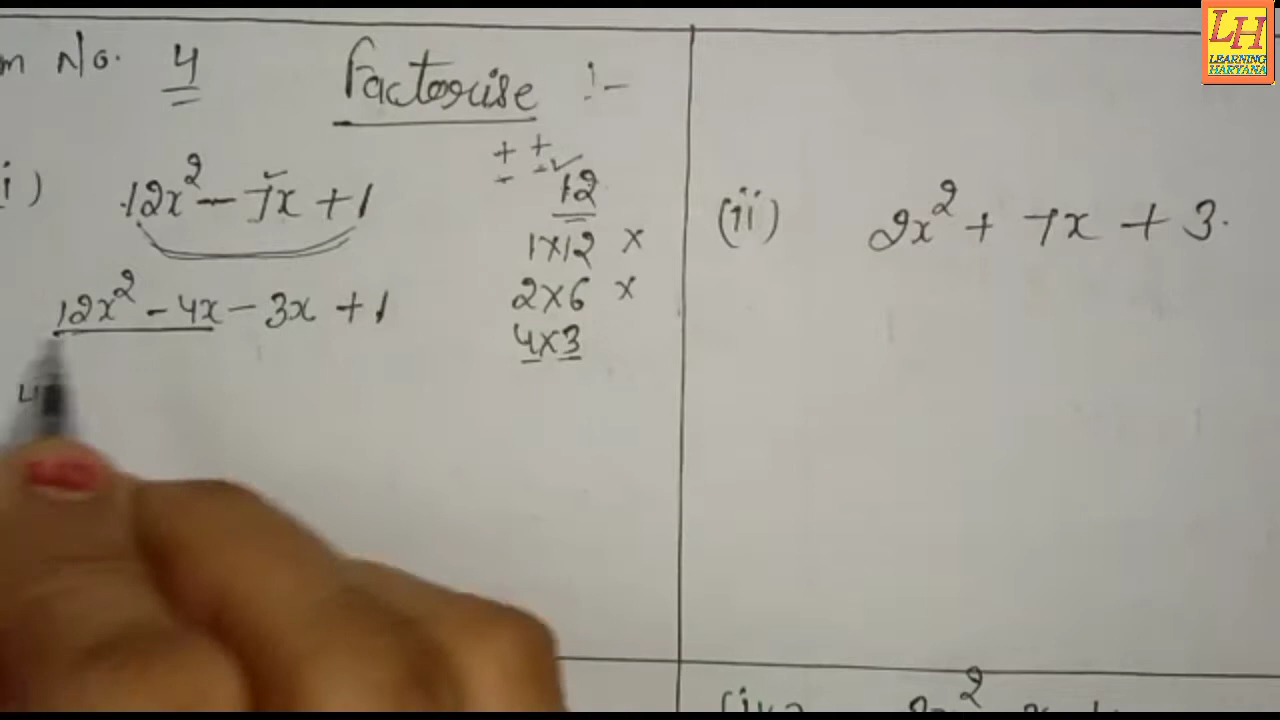 m No. 4 Factorise :-
i) 12x² - 7x + 1
12x² - 4x - 3x + 1
4
+ +
- -
12
1×12 ×
2×6 ×
4×3
(ii) 2x² + 7x + 3.
LH
LEARNING
HARYANA